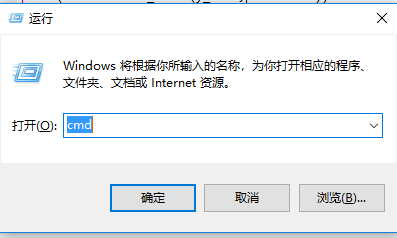 运行
Windows 将根据你所输入的名称，为你打开相应的程序、
文件夹、文档或 Internet 资源。
打开(O): cmd
确定 取消 浏览(B)...